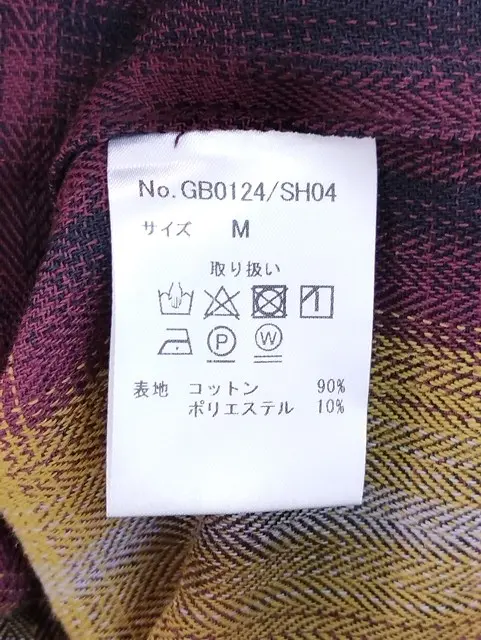 No.GB0124/SH04
サイズ M
取り扱い
P W
表地 コットン 90%
ポリエステル 10%